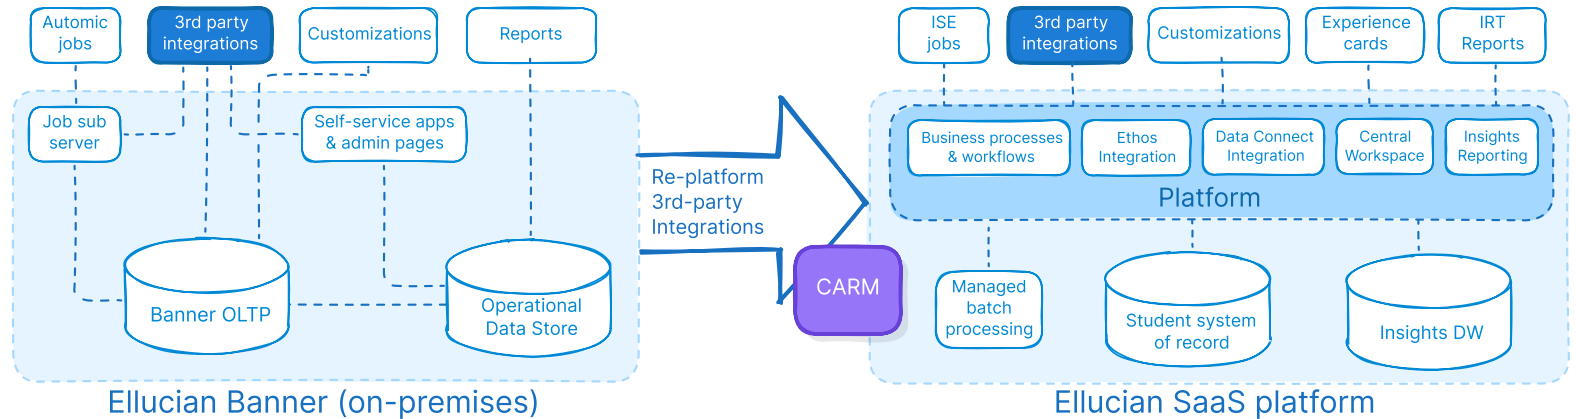 Automic
jobs
3rd party
integrations
Customizations
Reports
Job sub
server
Self-service apps
& admin pages
Banner OLTP
Operational
Data Store
Ellucian Banner (on-premises)
Re-platform
3rd-party
Integrations
CARM
ISE
jobs
3rd party
integrations
Customizations
Experience
cards
IRT
Reports
Business processes
& workflows
Ethos
Integration
Data Connect
Integration
Central
Workspace
Insights
Reporting
Platform
Managed
batch
processing
Student system
of record
Insights DW
Ellucian SaaS platform